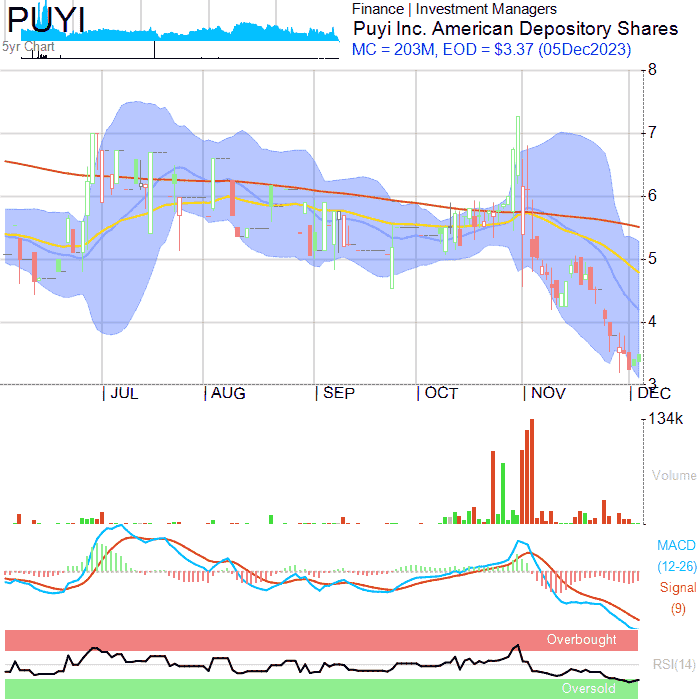 PUYI
5yr Chart
Finance | Investment Managers
Puyi Inc. American Depository Shares
MC = 203M, EOD = $3.37 (05Dec2023)
8
7
6
5
4
3
JUL
AUG
SEP
OCT
NOV
DEC
134k
Volume
MACD
(12-26)
Signal
(9)
Overbought
RSI(14)
Oversold